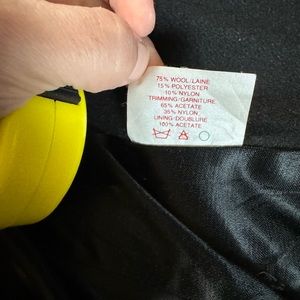 75% WOOL/LAINE
15% POLYESTER
10% NYLON
TRIMMING/GARNITURE
65% ACETATE
35% NYLON
LINING/DOUBLURE
100% ACETATE